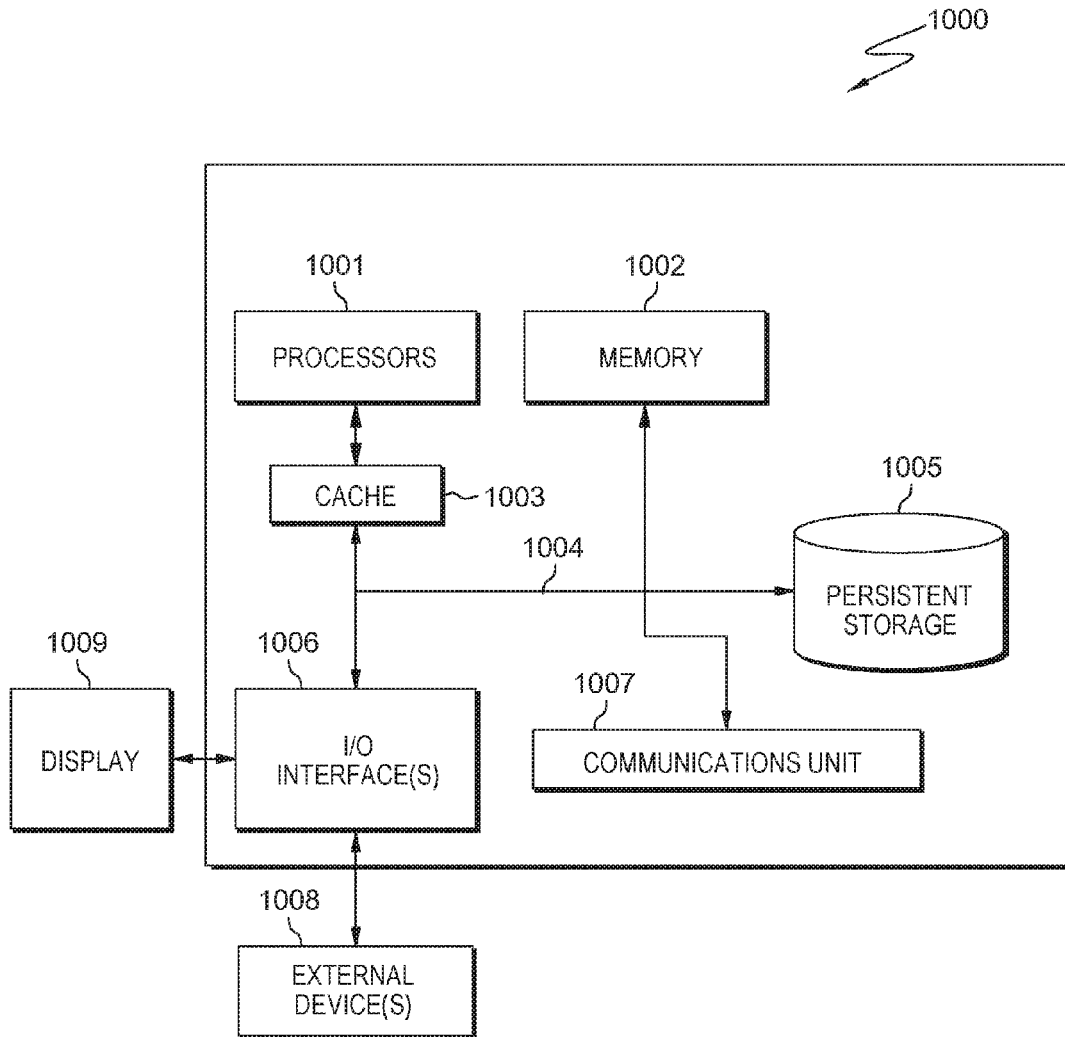 1000
1001
1002
PROCESSORS
MEMORY
CACHE
1003
1005
1004
PERSISTENT
STORAGE
1009
1006
1007
DISPLAY
I/O
INTERFACE(S)
COMMUNICATIONS UNIT
1008
EXTERNAL
DEVICE(S)